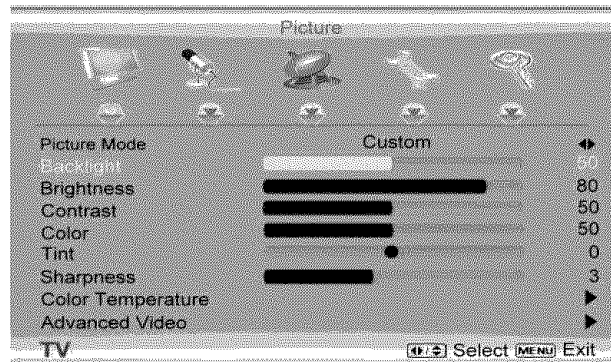 Picture
Picture Mode Custom
Backlight 50
Brightness 80
Contrast 50
Color 50
Tint 0
Sharpness 3
Color Temperature
Advanced Video
TV Select MENU Exit